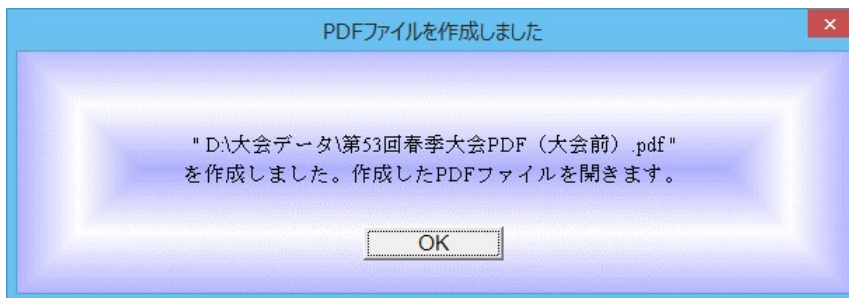 PDFファイルを作成しました
"D:\大会データ\第53回春季大会PDF（大会前）.pdf"
を作成しました。作成したPDFファイルを開きます。
OK